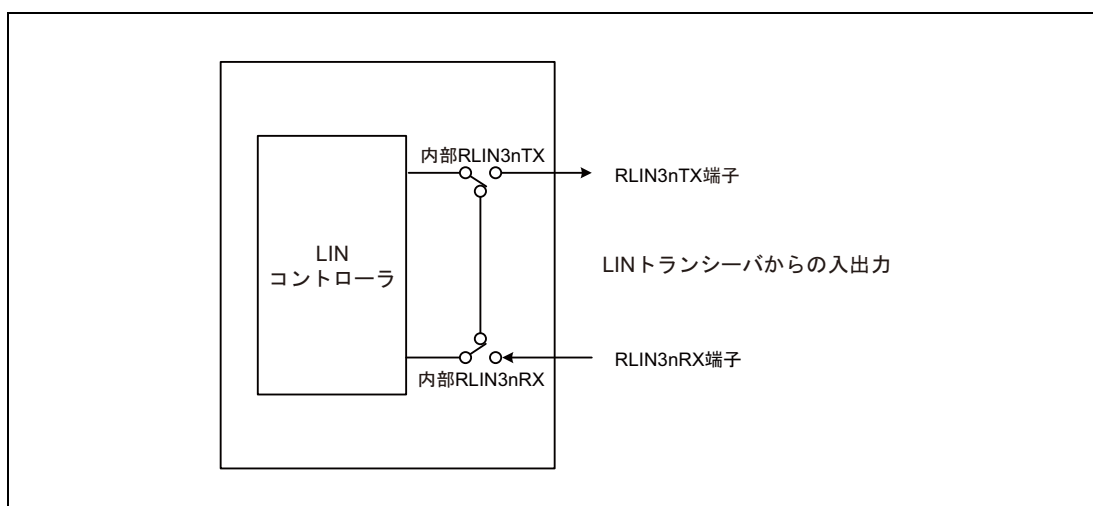 内部RLIN3nTX
RLIN3nTX端子
LIN
コントローラ
LINトランシーバからの入出力
RLIN3nRX端子
内部RLIN3nRX